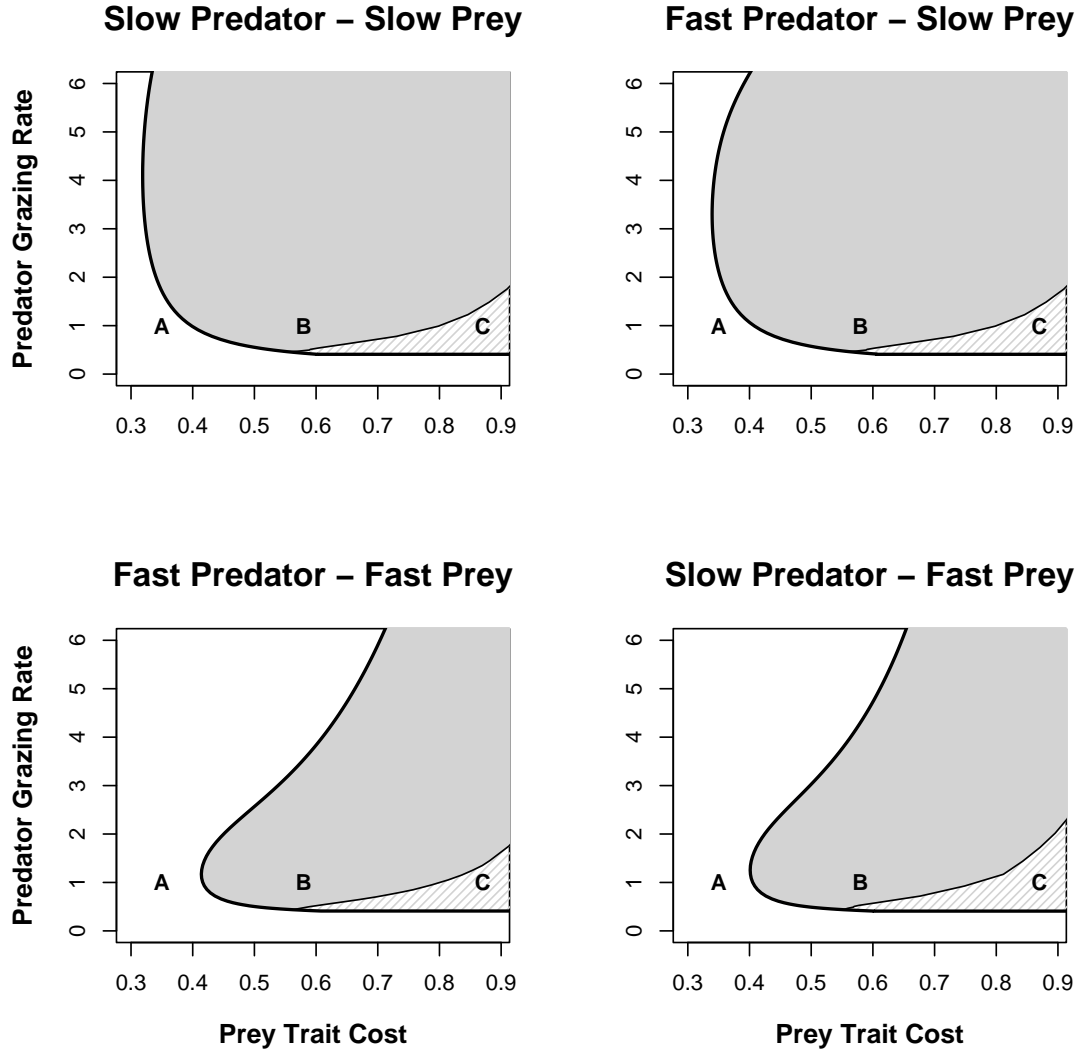 Slow Predator – Slow Prey
Predator Grazing Rate
0 1 2 3 4 5 6
A B C
0.3 0.4 0.5 0.6 0.7 0.8 0.9
Fast Predator – Slow Prey
0 1 2 3 4 5 6
A B C
0.3 0.4 0.5 0.6 0.7 0.8 0.9
Fast Predator – Fast Prey
Predator Grazing Rate
0 1 2 3 4 5 6
A B C
0.3 0.4 0.5 0.6 0.7 0.8 0.9
Prey Trait Cost
Slow Predator – Fast Prey
0 1 2 3 4 5 6
A B C
0.3 0.4 0.5 0.6 0.7 0.8 0.9
Prey Trait Cost